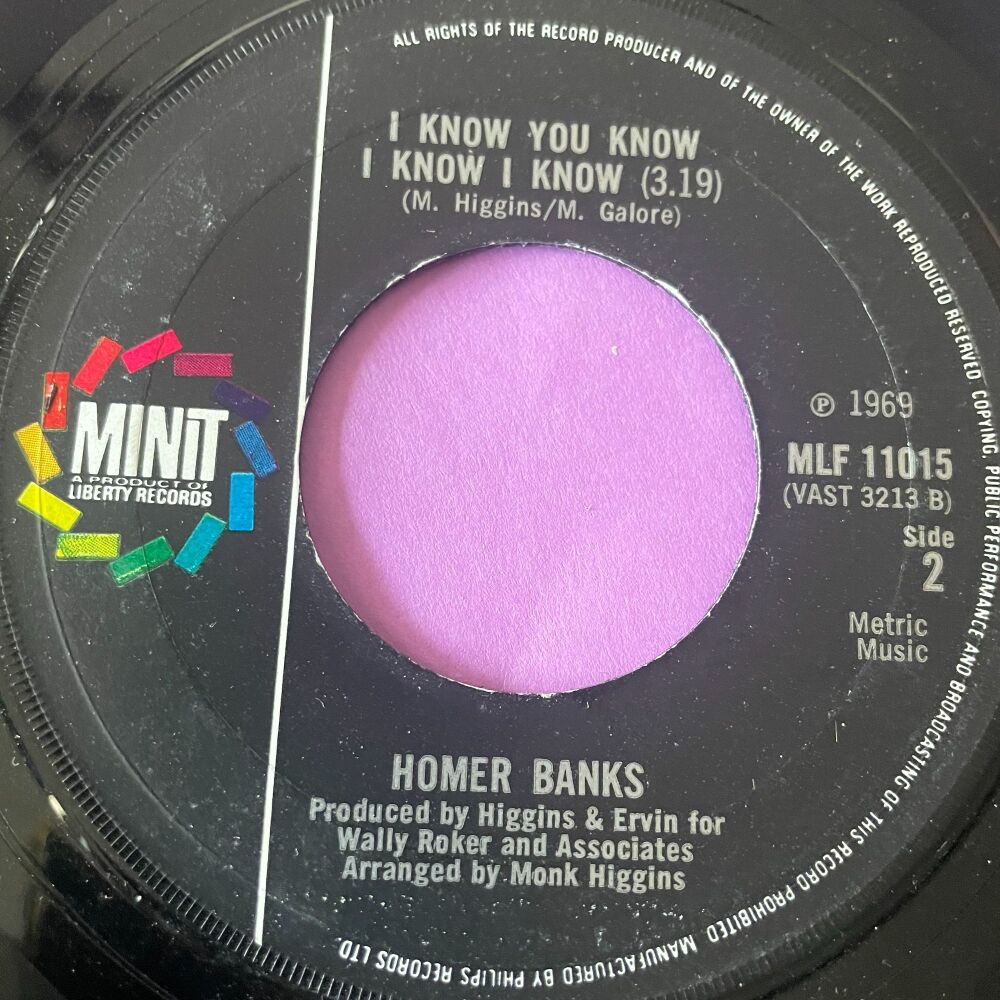 ALL RIGHTS OF THE RECORD PRODUCER AND OF THE OWNER OF THE WORK REPRODUCED RESERVED COPYING, PUBLIC PERFORMANCE AND BROADCASTING OF THIS RECORD PROHIBITED MANUFACTURED BY PHILIPS RECORDS LTD.
I KNOW YOU KNOW
I KNOW I KNOW (3.19)
(M. Higgins/M. Galore)
MINIT
A PRODUCT OF
LIBERTY RECORDS
℗ 1969
MLF 11015
(VAST 3213 B)
Side
2
Metric
Music
HOMER BANKS
Produced by Higgins & Ervin for
Wally Roker and Associates
Arranged by Monk Higgins